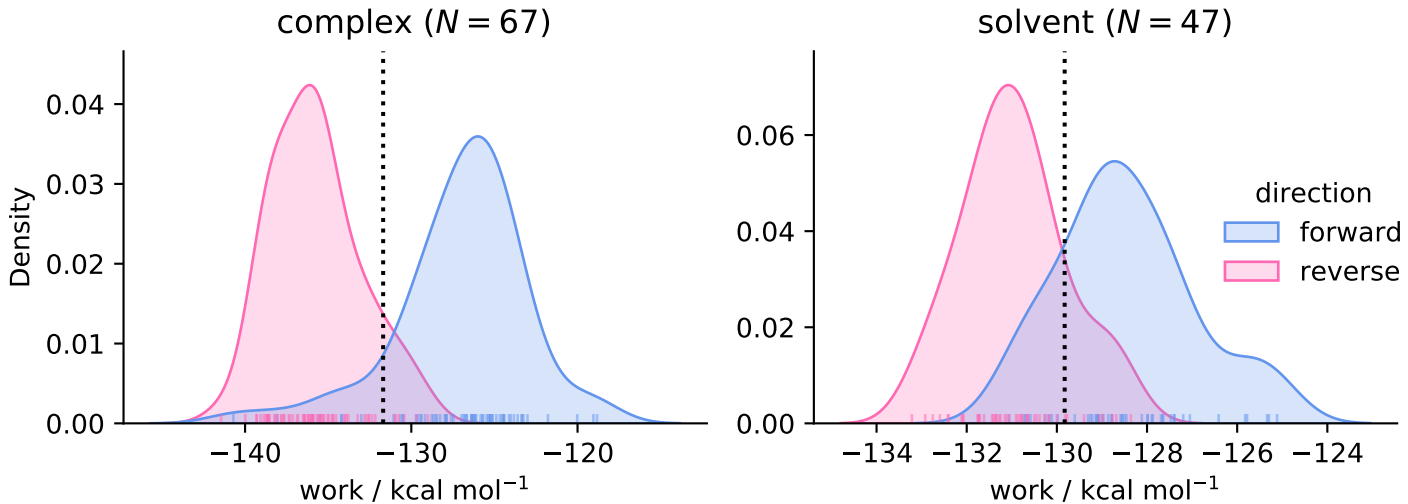 complex (N = 67)
Density
0.04
0.03
0.02
0.01
0.00
−140
−130
−120
work / kcal mol⁻¹
solvent (N = 47)
0.06
0.04
0.02
0.00
−134
−132
−130
−128
−126
−124
work / kcal mol⁻¹
direction
forward
reverse